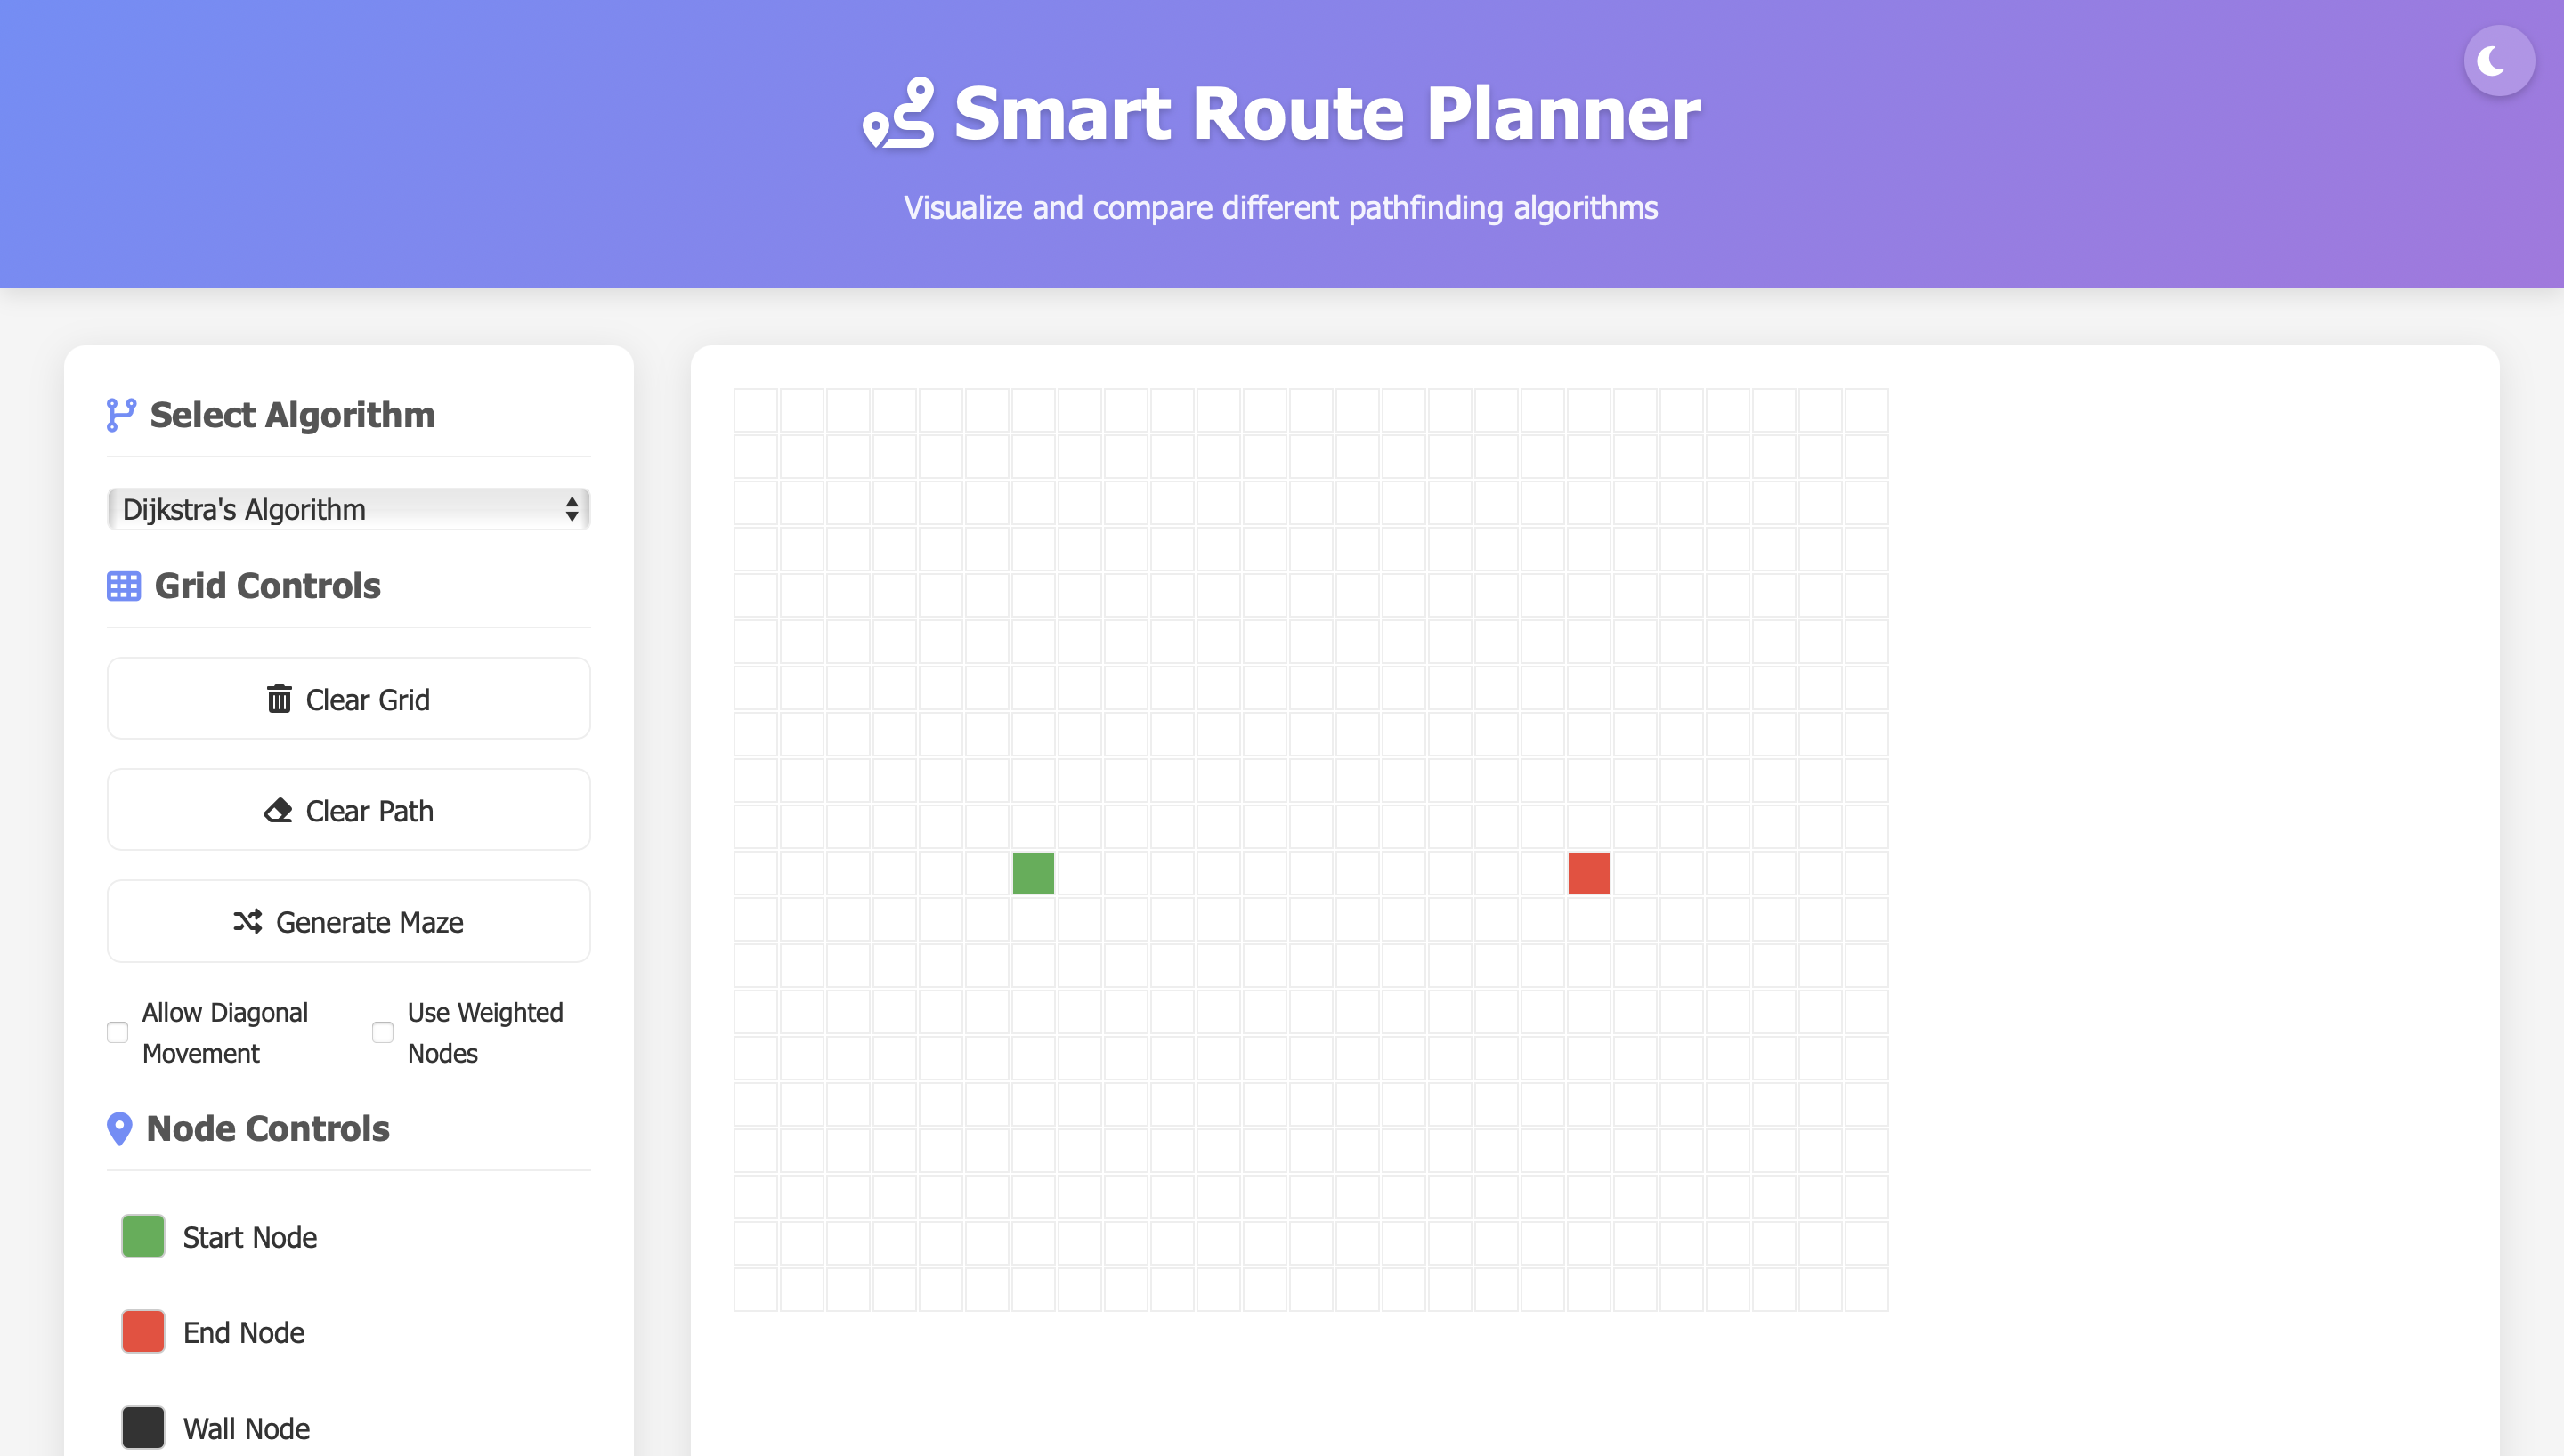 Smart Route Planner
Visualize and compare different pathfinding algorithms
Select Algorithm
Dijkstra's Algorithm
Grid Controls
Clear Grid
Clear Path
Generate Maze
Allow Diagonal
Movement
Use Weighted
Nodes
Node Controls
Start Node
End Node
Wall Node